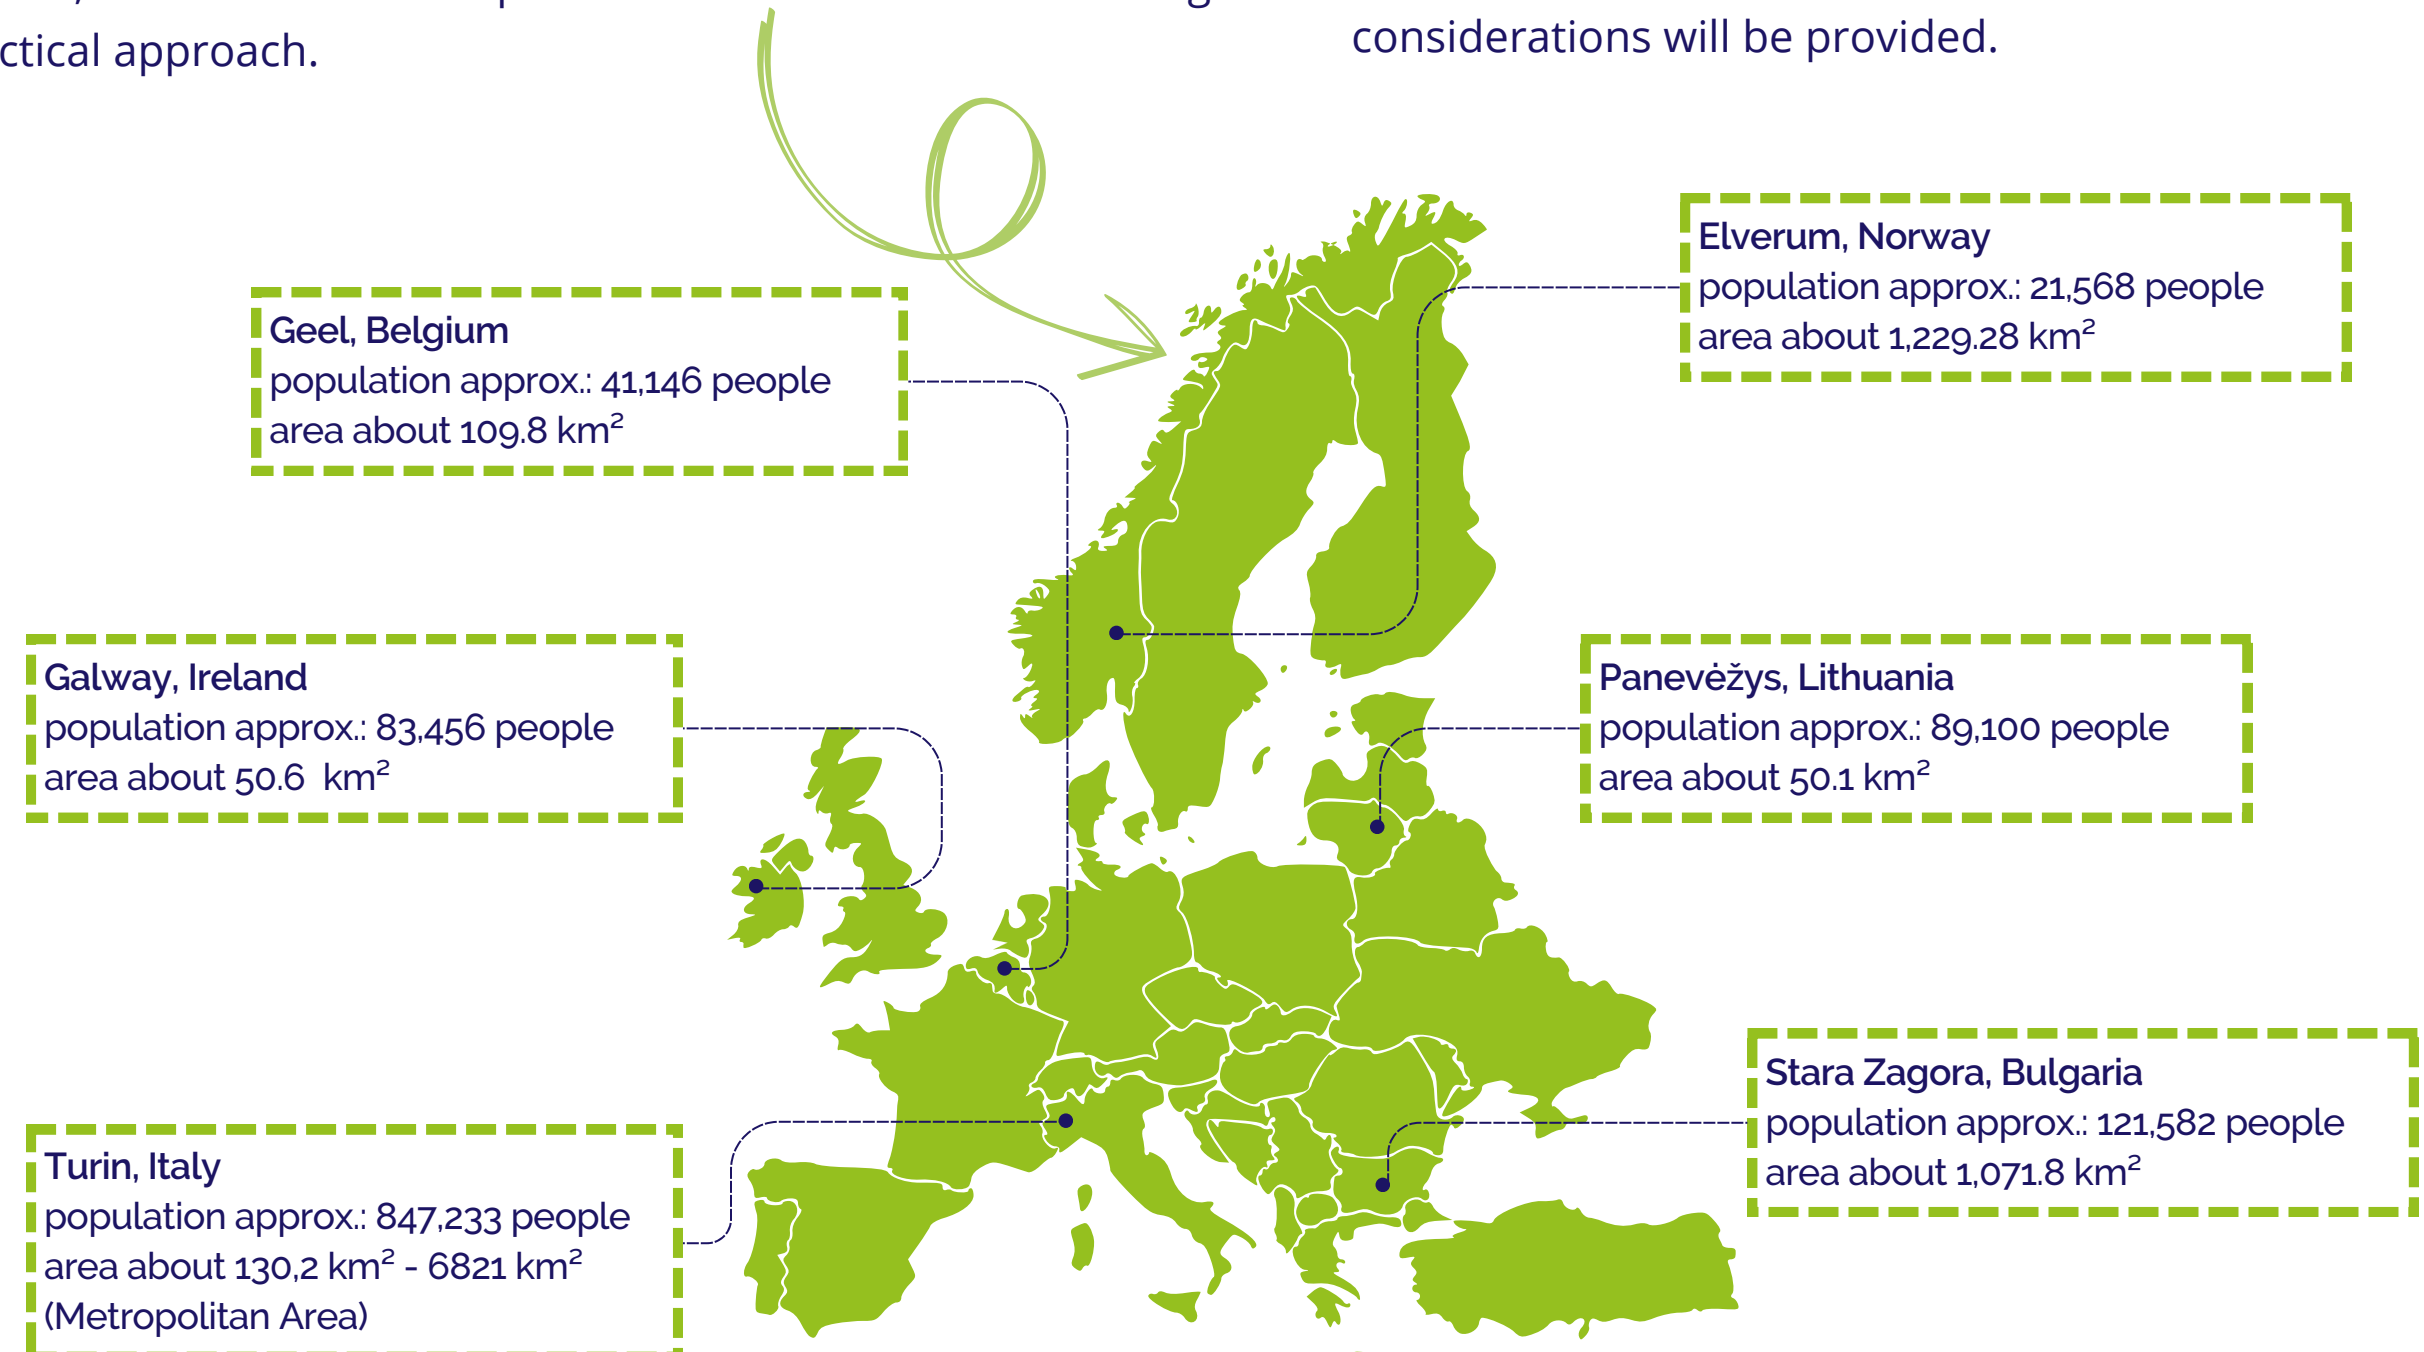 ctical approach.
considerations will be provided.
Elverum, Norway
population approx.: 21,568 people
area about 1,229.28 km²
Geel, Belgium
population approx.: 41,146 people
area about 109.8 km²
Galway, Ireland
population approx.: 83,456 people
area about 50.6 km²
Panevėžys, Lithuania
population approx.: 89,100 people
area about 50.1 km²
Stara Zagora, Bulgaria
population approx.: 121,582 people
area about 1,071.8 km²
Turin, Italy
population approx.: 847,233 people
area about 130,2 km² - 6821 km²
(Metropolitan Area)